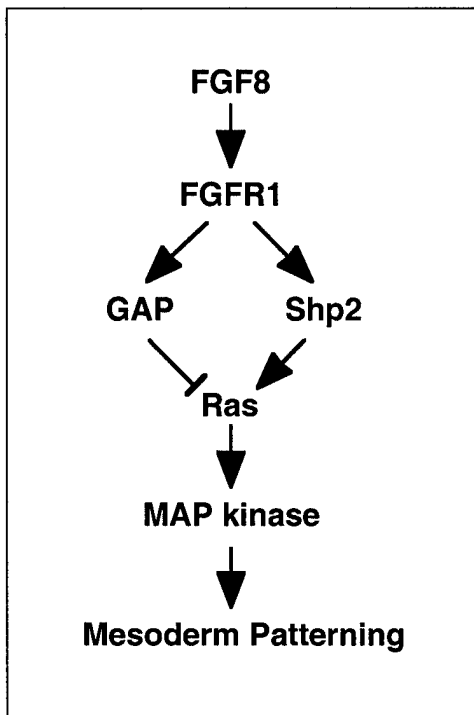 FGF8
FGFR1
GAP Shp2
Ras
MAP kinase
Mesoderm Patterning